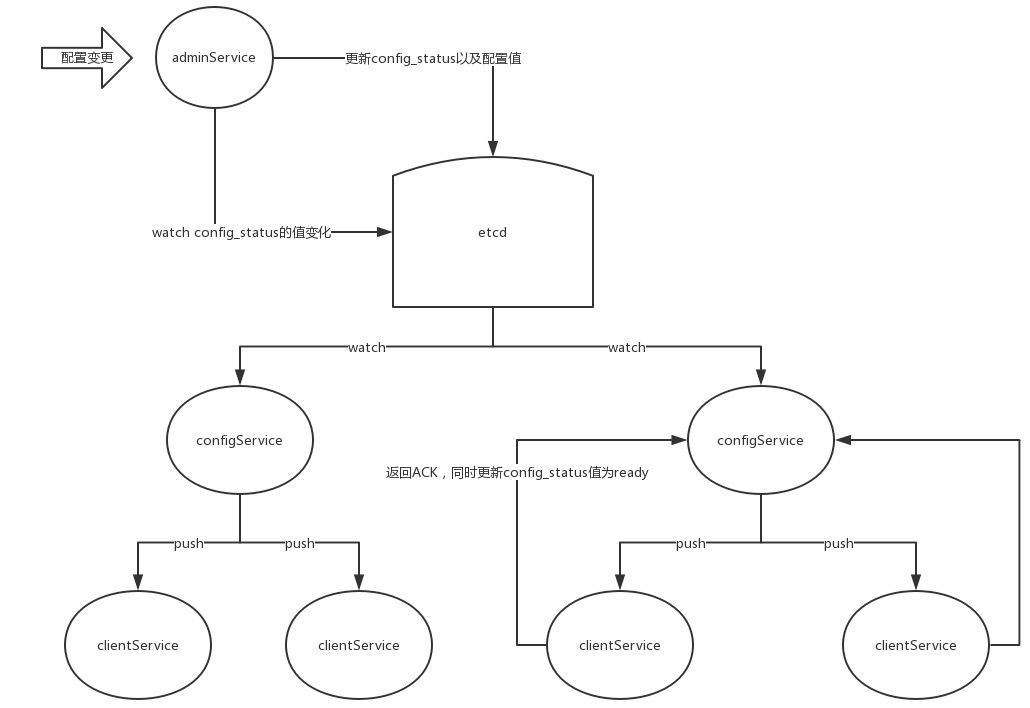 配置变更
adminService
更新config_status以及配置值
watch config_status的值变化
etcd
watch
watch
configService
configService
返回ACK，同时更新config_status值为ready
push
push
push
push
clientService
clientService
clientService
clientService